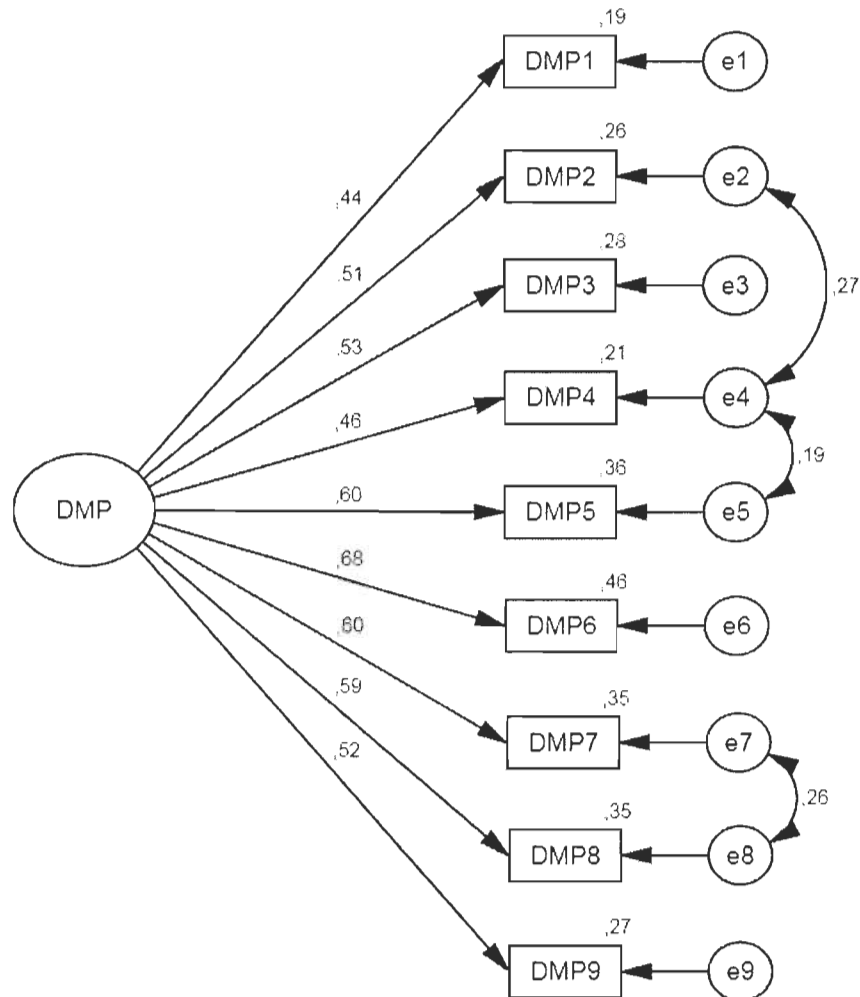 ,19
DMP1 e1
,26
DMP2 e2
,44
,28
,51
DMP3 e3
,27
,53
,21
DMP4 e4
,46
,19
,36
,60
DMP DMP5 e5
,68
,46
DMP6 e6
,60
,59
,35
DMP7 e7
,52
,26
,35
DMP8 e8
,27
DMP9 e9